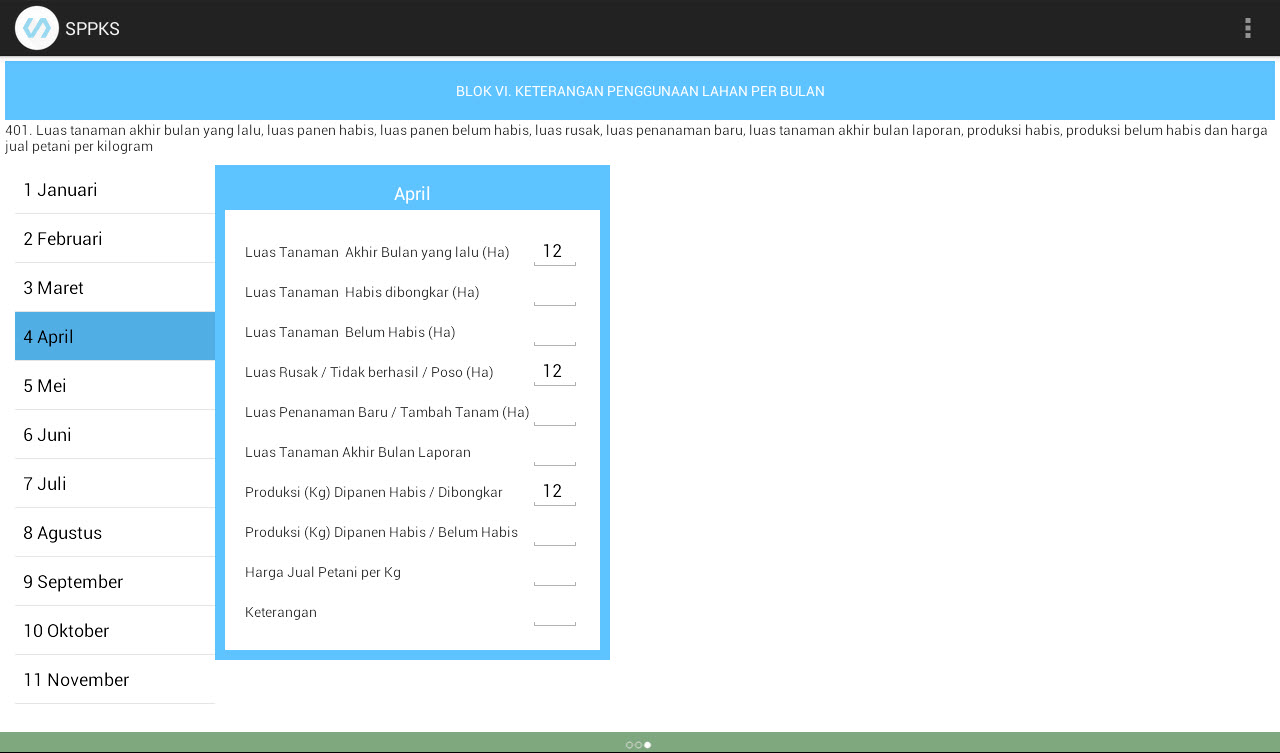 SPPKS
BLOK VI. KETERANGAN PENGGUNAAN LAHAN PER BULAN
401. Luas tanaman akhir bulan yang lalu, luas panen habis, luas panen belum habis, luas rusak, luas penanaman baru, luas tanaman akhir bulan laporan, produksi habis, produksi belum habis dan harga
jual petani per kilogram
1 Januari
2 Februari
3 Maret
4 April
5 Mei
6 Juni
7 Juli
8 Agustus
9 September
10 Oktober
11 November
April
Luas Tanaman  Akhir Bulan yang lalu (Ha) 12
Luas Tanaman  Habis dibongkar (Ha)
Luas Tanaman  Belum Habis (Ha)
Luas Rusak / Tidak berhasil / Poso (Ha) 12
Luas Penanaman Baru / Tambah Tanam (Ha)
Luas Tanaman Akhir Bulan Laporan
Produksi (Kg) Dipanen Habis / Dibongkar 12
Produksi (Kg) Dipanen Habis / Belum Habis
Harga Jual Petani per Kg
Keterangan